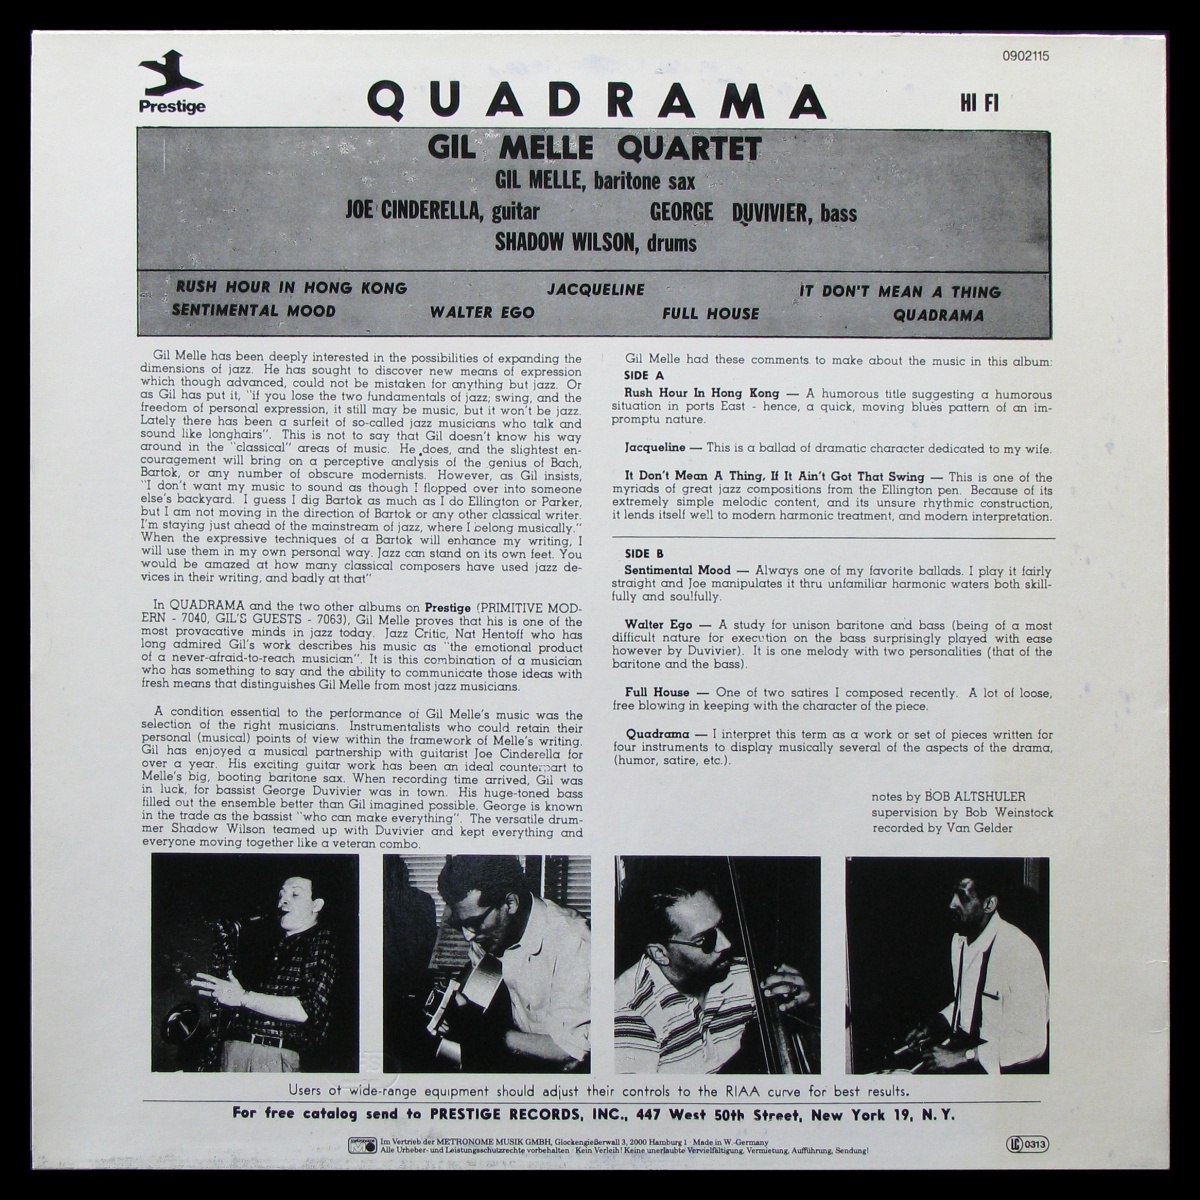 0902115
Prestige
QUADRAMA
HI FI
GIL MELLE QUARTET
GIL MELLE, baritone sax
JOE CINDERELLA, guitar GEORGE DUVIVIER, bass
SHADOW WILSON, drums
RUSH HOUR IN HONG KONG JACQUELINE IT DON'T MEAN A THING
SENTIMENTAL MOOD WALTER EGO FULL HOUSE QUADRAMA
Gil Melle has been deeply interested in the possibilities of expanding the
dimensions of jazz. He has sought to discover new means of expression
which though advanced, could not be mistaken for anything but jazz. Or
as Gil has put it, "if you lose the two fundamentals of jazz; swing, and the
freedom of personal expression, it still may be music, but it won't be jazz.
Lately there has been a surfeit of so-called jazz musicians who talk and
sound like longhairs". This is not to say that Gil doesn't know his way
around in the "classical" areas of music. He does, and the slightest en-
couragement will bring on a perceptive analysis of the genius of Bach,
Bartok, or any number of obscure modernists. However, as Gil insists,
"I don't want my music to sound as though I flopped over into someone
else's backyard. I guess I dig Bartok as much as I do Ellington or Parker,
but I am not moving in the direction of Bartok or any other classical writer.
I'm staying just ahead of the mainstream of jazz, where I belong musically."
When the expressive techniques of a Bartok will enhance my writing, I
will use them in my own personal way. Jazz can stand on its own feet. You
would be amazed at how many classical composers have used jazz de-
vices in their writing, and badly at that"
In QUADRAMA and the two other albums on Prestige (PRIMITIVE MOD-
ERN - 7040, GIL'S GUESTS - 7063), Gil Melle proves that his is one of the
most provacative minds in jazz today. Jazz Critic, Nat Hentoff who has
long admired Gil's work describes his music as "the emotional product
of a never-afraid-to-reach musician". It is this combination of a musician
who has something to say and the ability to communicate those ideas with
fresh means that distinguishes Gil Melle from most jazz musicians.
A condition essential to the performance of Gil Melle's music was the
selection of the right musicians. Instrumentalists who could retain their
personal (musical) points of view within the framework of Melle's writing.
Gil has enjoyed a musical partnership with guitarist Joe Cinderella for
over a year. His exciting guitar work has been an ideal counterpart to
Melle's big, booting baritone sax. When recording time arrived, Gil was
in luck, for bassist George Duvivier was in town. His huge-toned bass
filled out the ensemble better than Gil imagined possible. George is known
in the trade as the bassist "who can make everything". The versatile drum-
mer Shadow Wilson teamed up with Duvivier and kept everything and
everyone moving together like a veteran combo.
Gil Melle had these comments to make about the music in this album:
SIDE A
Rush Hour In Hong Kong — A humorous title suggesting a humorous
situation in ports East - hence, a quick, moving blues pattern of an im-
promptu nature.
Jacqueline — This is a ballad of dramatic character dedicated to my wife.
It Don't Mean A Thing, If It Ain't Got That Swing — This is one of the
myriads of great jazz compositions from the Ellington pen. Because of its
extremely simple melodic content, and its unsure rhythmic construction,
it lends itself well to modern harmonic treatment, and modern interpretation.
SIDE B
Sentimental Mood — Always one of my favorite ballads. I play it fairly
straight and Joe manipulates it thru unfamiliar harmonic waters both skill-
fully and soulfully.
Walter Ego — A study for unison baritone and bass (being of a most
difficult nature for execution on the bass surprisingly played with ease
however by Duvivier). It is one melody with two personalities (that of the
baritone and the bass).
Full House — One of two satires I composed recently. A lot of loose,
free blowing in keeping with the character of the piece.
Quadrama — I interpret this term as a work or set of pieces written for
four instruments to display musically several of the aspects of the drama,
(humor, satire, etc.).
notes by BOB ALTSHULER
supervision by Bob Weinstock
recorded by Van Gelder
Users of wide-range equipment should adjust their controls to the RIAA curve for best results.
For free catalog send to PRESTIGE RECORDS, INC., 447 West 50th Street, New York 19, N.Y.
Im Vertrieb der METRONOME MUSIK GMBH, Glockengießerwall 3, 2000 Hamburg 1 · Made in W.-Germany
Alle Urheber- und Leistungsschutzrechte vorbehalten · Kein Verleih! Keine unerlaubte Vervielfältigung, Vermietung, Aufführung, Sendung!
LC 0313